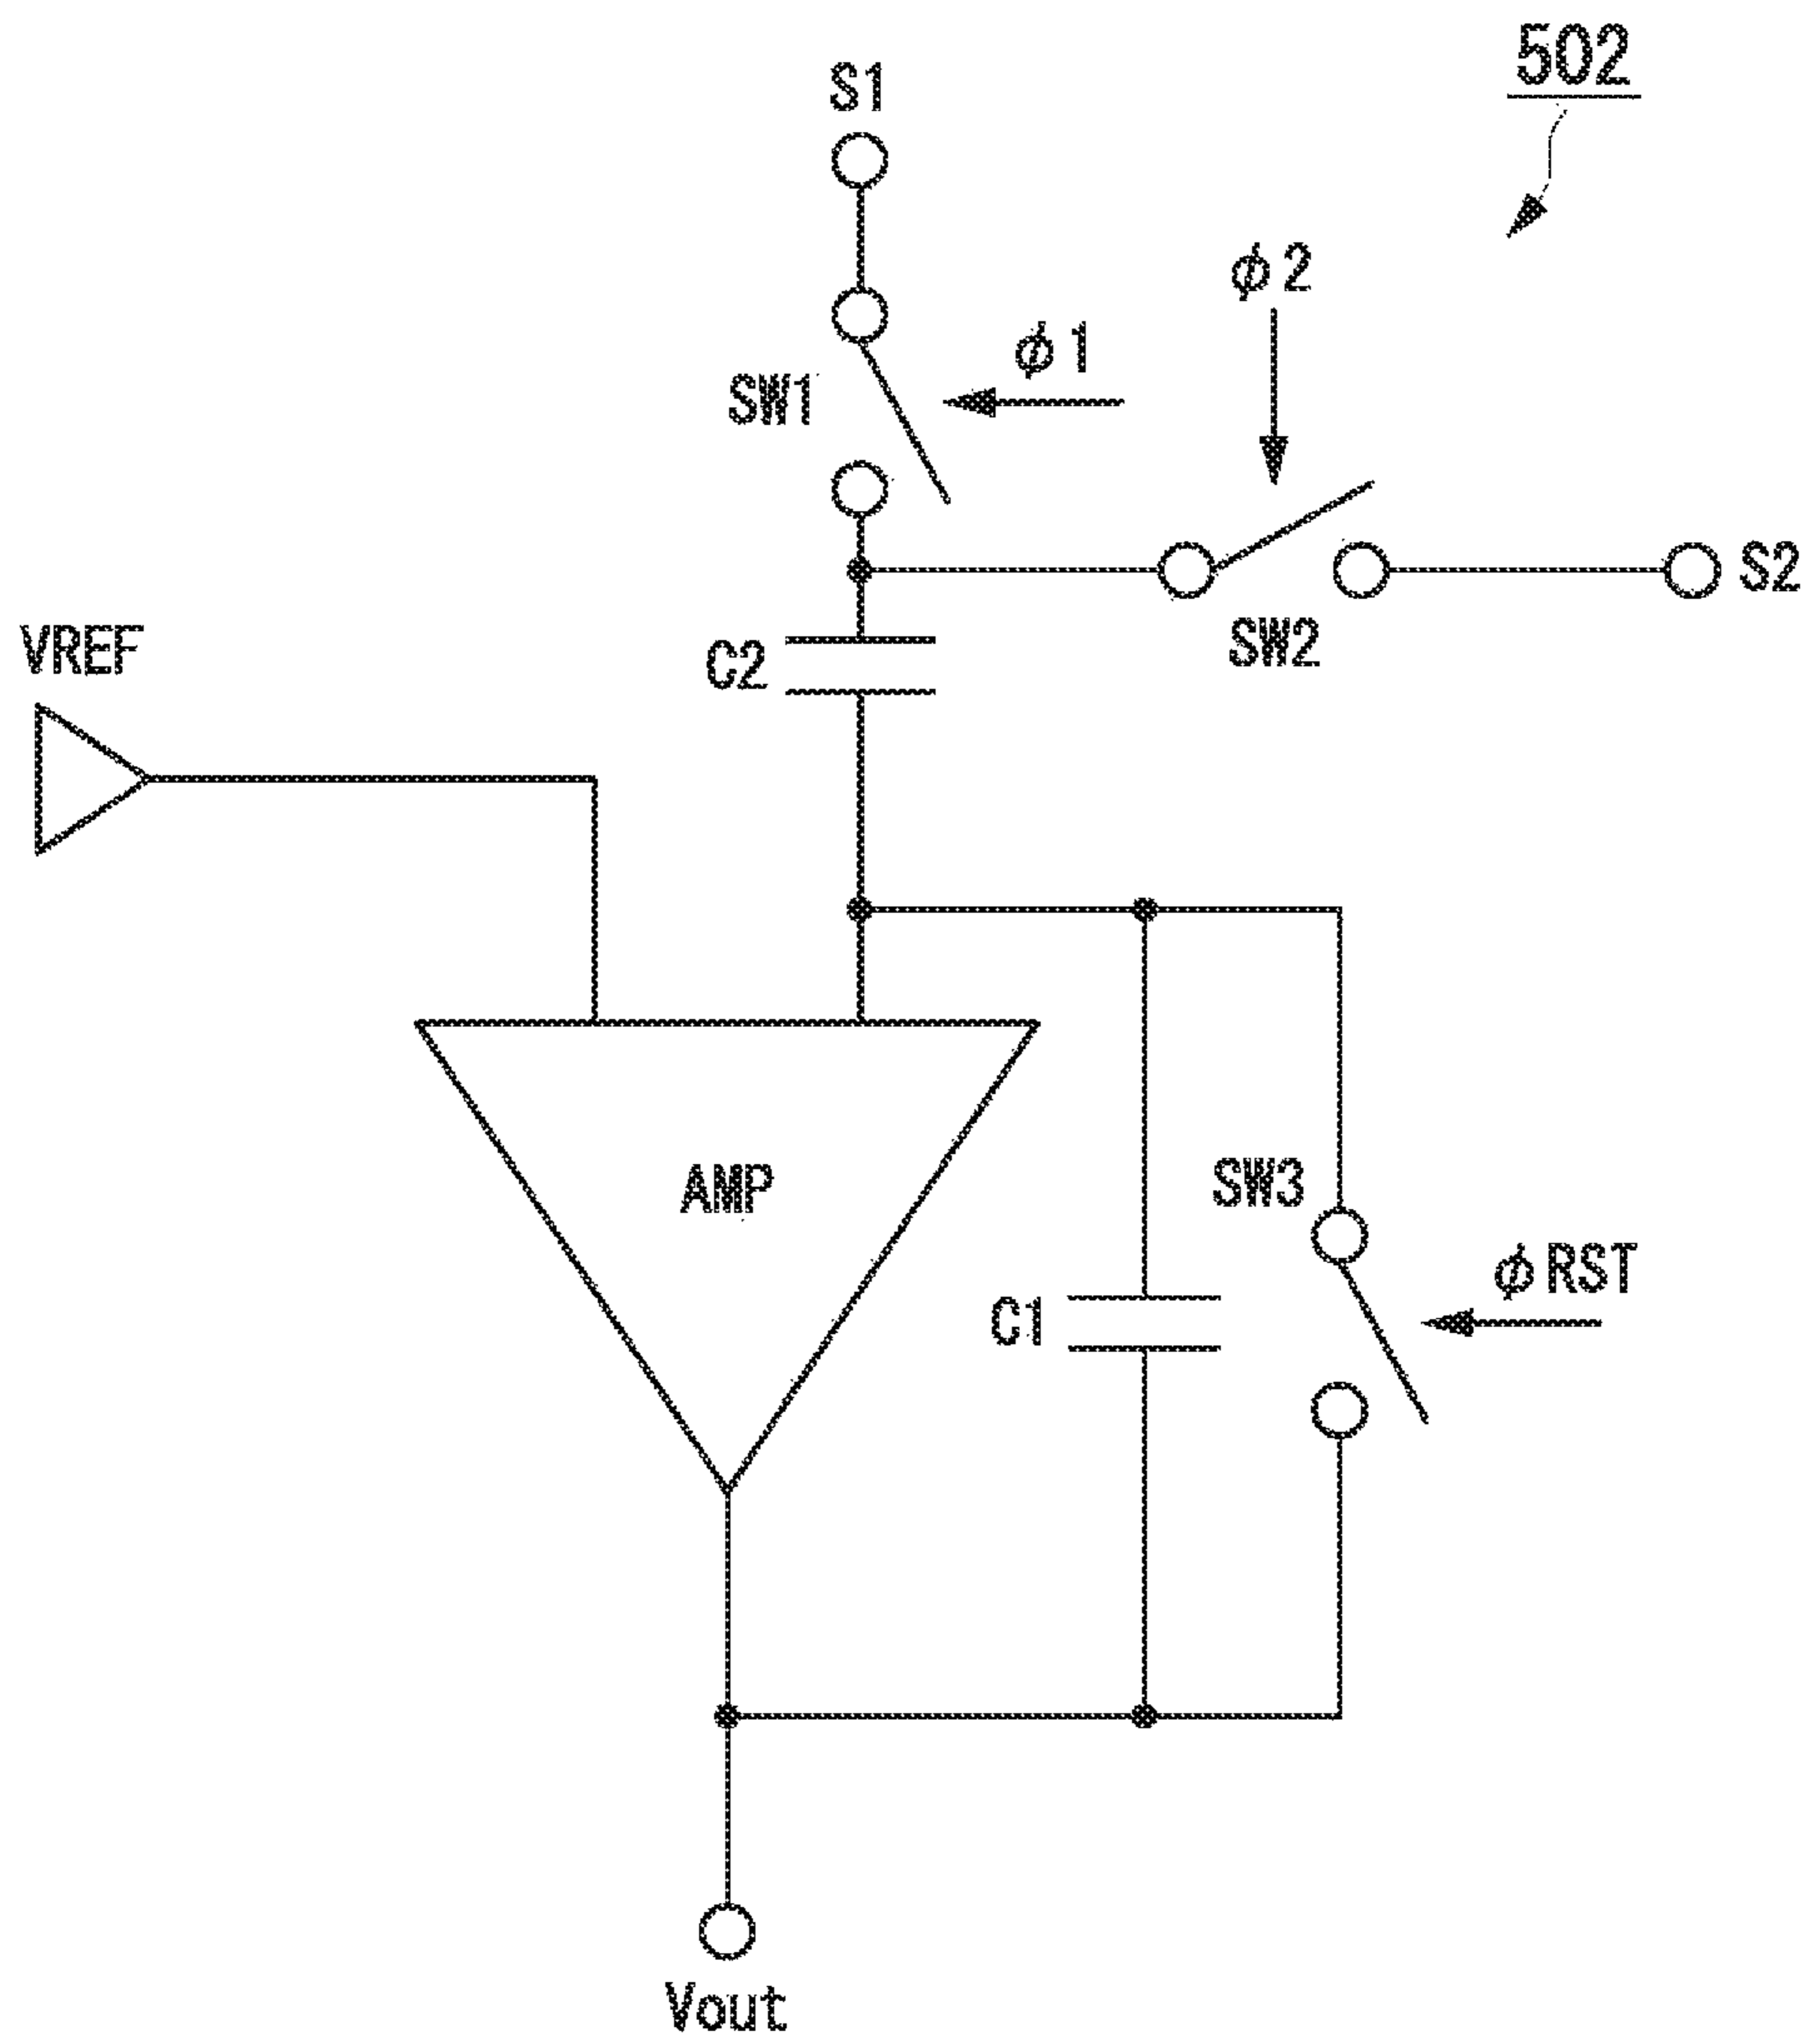 502
S1
ϕ2
ϕ1
SW1
S2
SW2
VREF
C2
AMP
SW3
ϕRST
C1
Vout